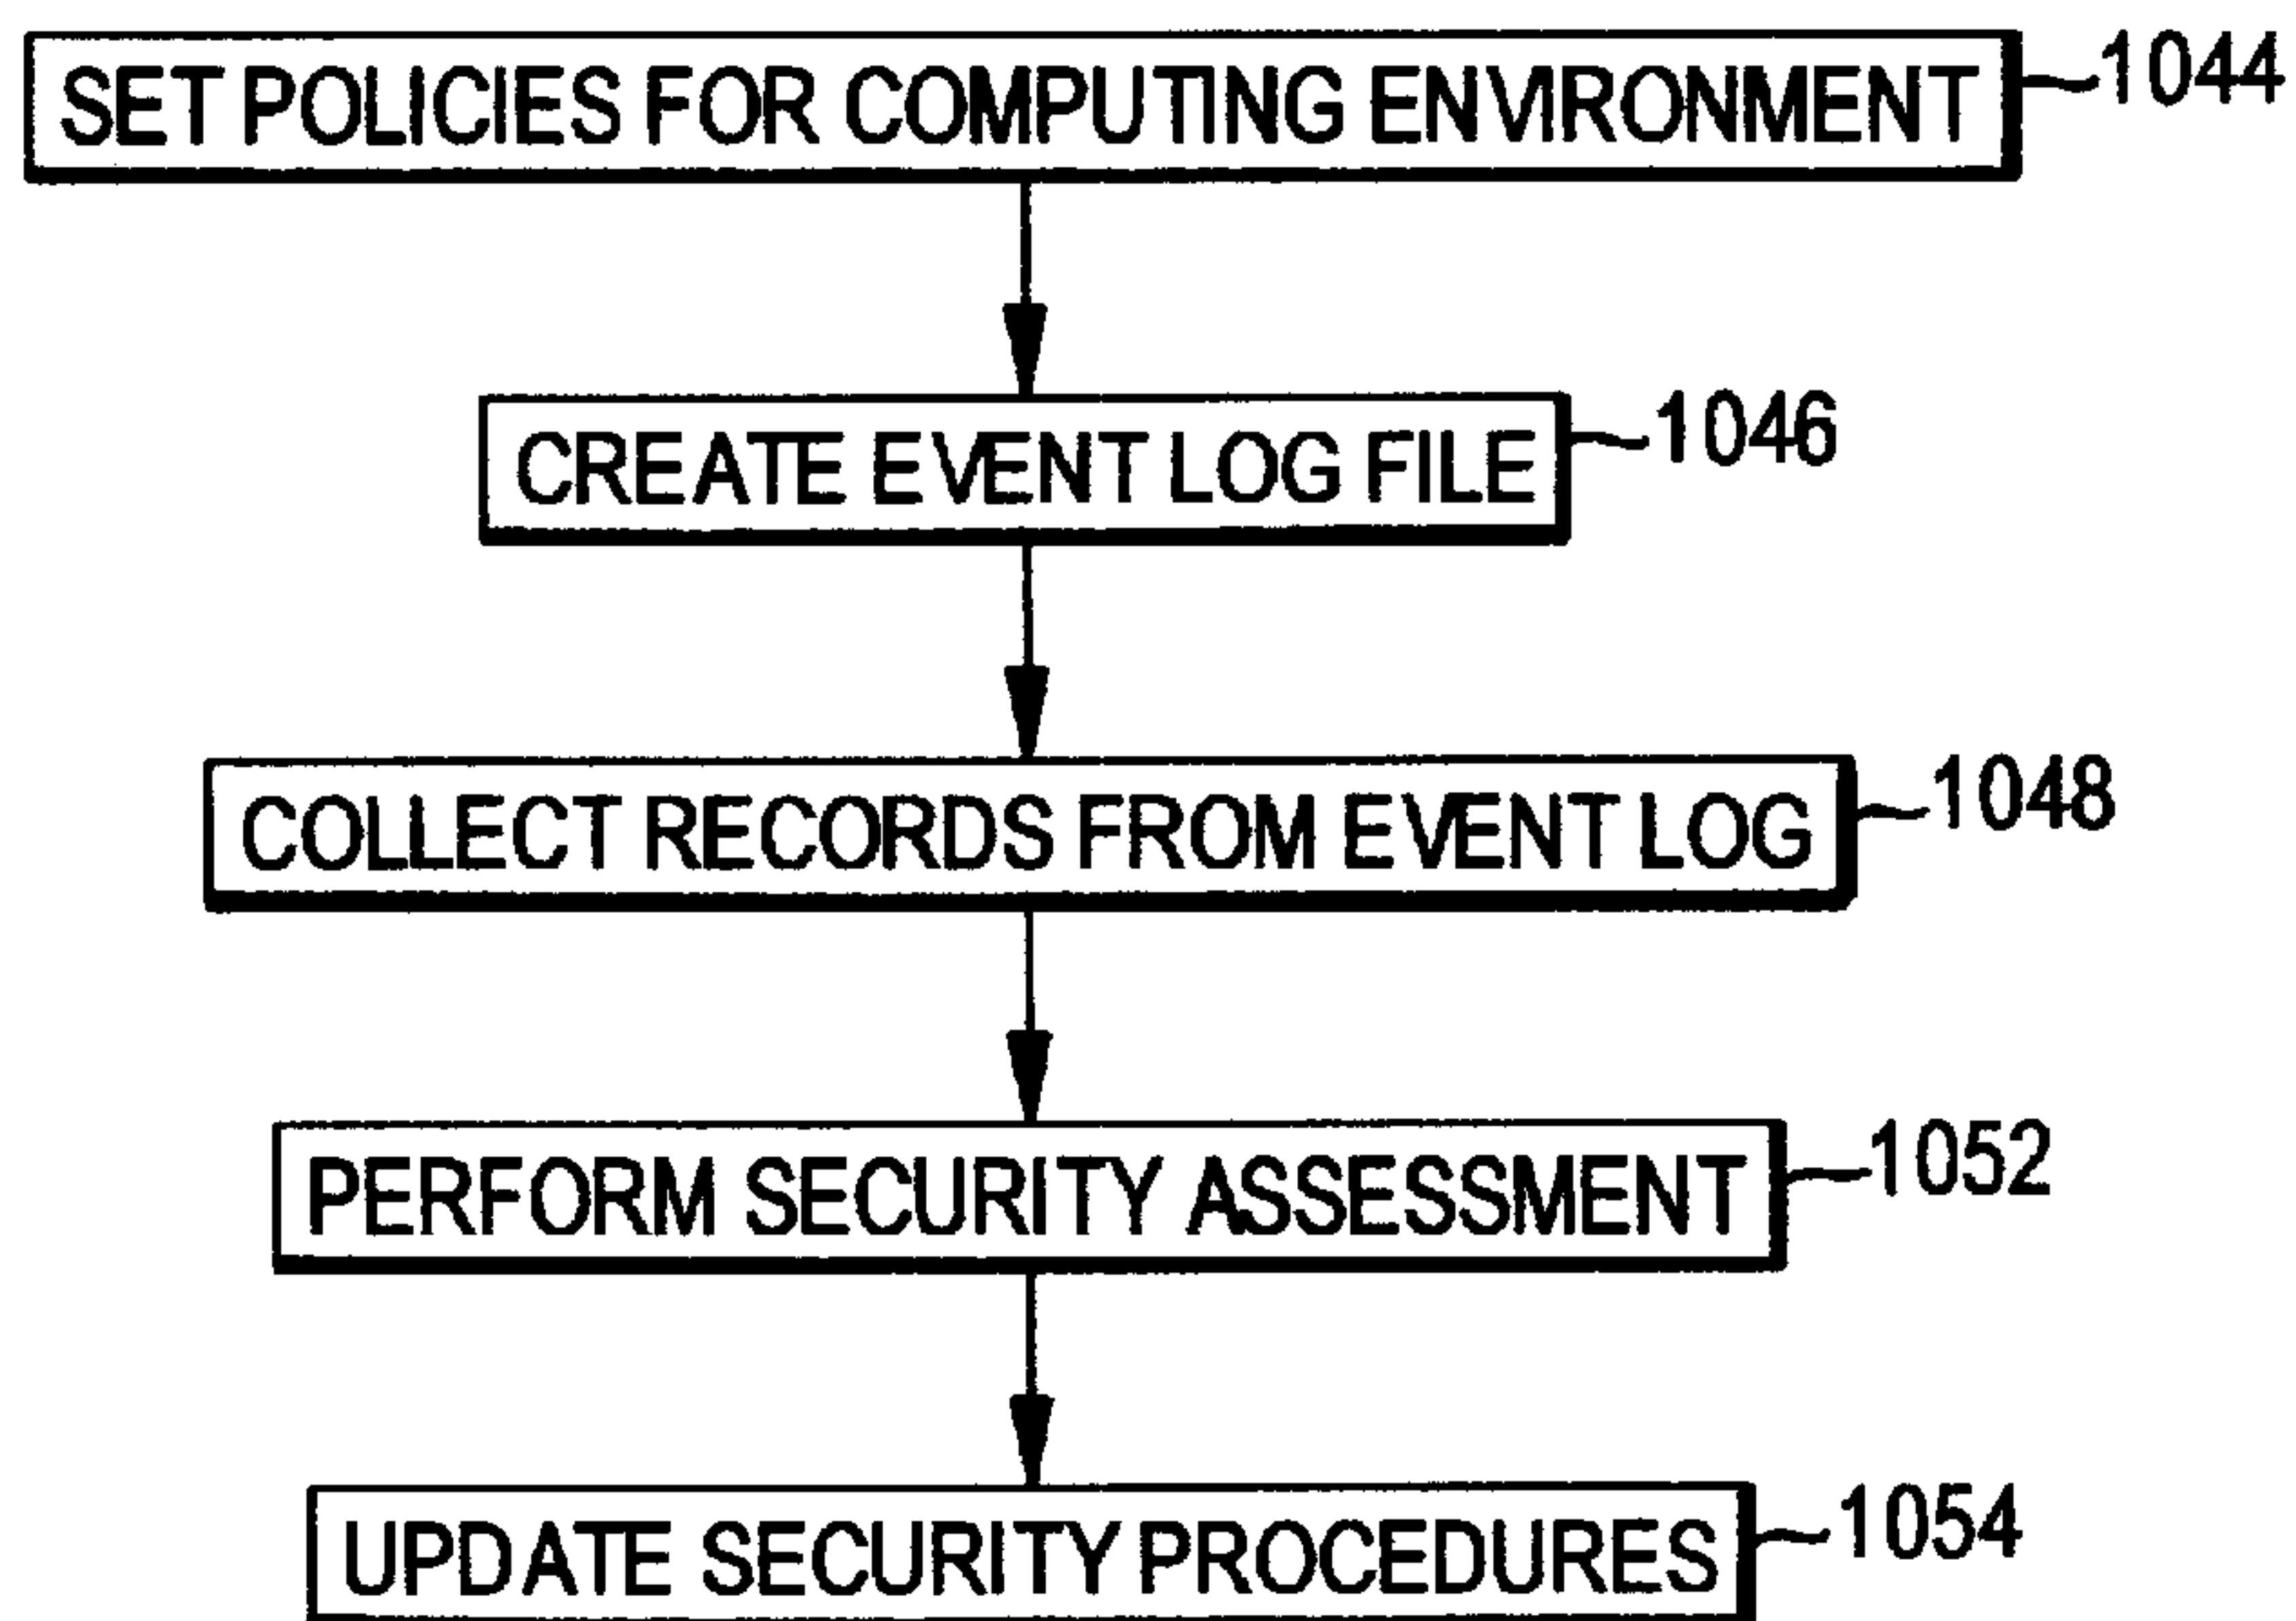 SET POLICIES FOR COMPUTING ENVIRONMENT 1044
CREATE EVENT LOG FILE 1046
COLLECT RECORDS FROM EVENT LOG 1048
PERFORM SECURITY ASSESSMENT 1052
UPDATE SECURITY PROCEDURES 1054